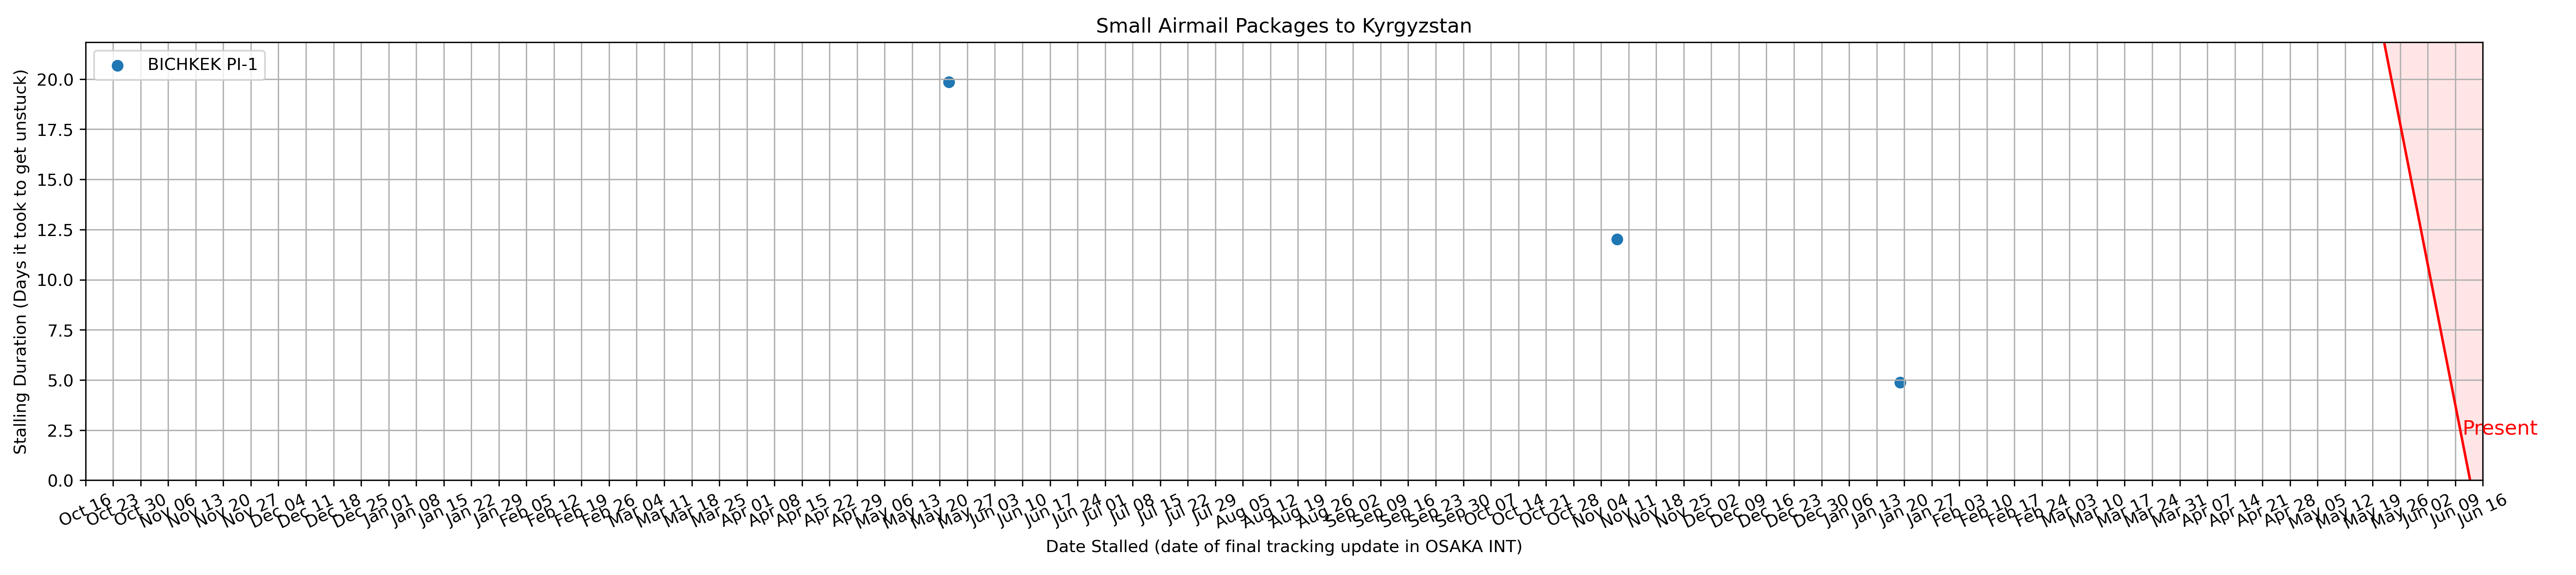 Small Airmail Packages to Kyrgyzstan
BICHKEK PI-1
Stalling Duration (Days it took to get unstuck)
20.0
17.5
15.0
12.5
10.0
7.5
5.0
2.5
0.0
Present
Oct 16
Oct 23
Oct 30
Nov 06
Nov 13
Nov 20
Nov 27
Dec 04
Dec 11
Dec 18
Dec 25
Jan 01
Jan 08
Jan 15
Jan 22
Jan 29
Feb 05
Feb 12
Feb 19
Feb 26
Mar 04
Mar 11
Mar 18
Mar 25
Apr 01
Apr 08
Apr 15
Apr 22
Apr 29
May 06
May 13
May 20
May 27
Jun 03
Jun 10
Jun 17
Jun 24
Jul 01
Jul 08
Jul 15
Jul 22
Jul 29
Aug 05
Aug 12
Aug 19
Aug 26
Sep 02
Sep 09
Sep 16
Sep 23
Sep 30
Oct 07
Oct 14
Oct 21
Oct 28
Nov 04
Nov 11
Nov 18
Nov 25
Dec 02
Dec 09
Dec 16
Dec 23
Dec 30
Jan 06
Jan 13
Jan 20
Jan 27
Feb 03
Feb 10
Feb 17
Feb 24
Mar 03
Mar 10
Mar 17
Mar 24
Mar 31
Apr 07
Apr 14
Apr 21
Apr 28
May 05
May 12
May 19
May 26
Jun 02
Jun 09
Jun 16
Date Stalled (date of final tracking update in OSAKA INT)